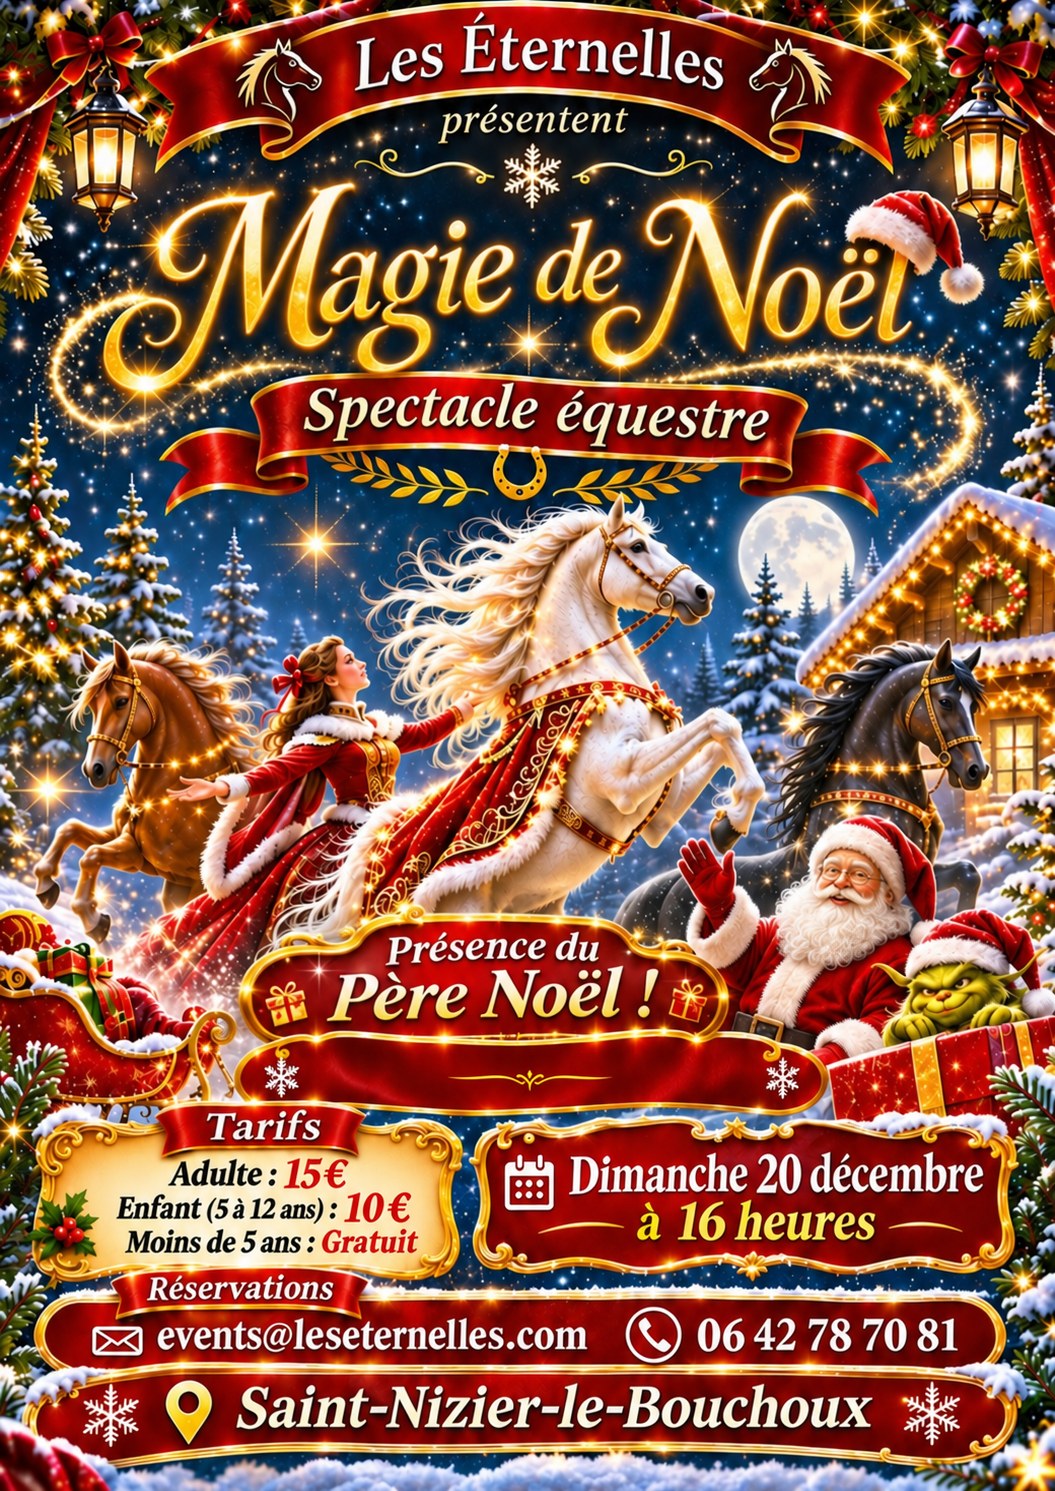 Les Éternelles
présentent
Magie de Noël
Spectacle équestre
Présence du
Père Noël !
Tarifs
Adulte : 15€
Enfant (5 à 12 ans) : 10€
Moins de 5 ans : Gratuit
Dimanche 20 décembre
à 16 heures
Réservations
events@leseternelles.com
06 42 78 70 81
Saint-Nizier-le-Bouchoux